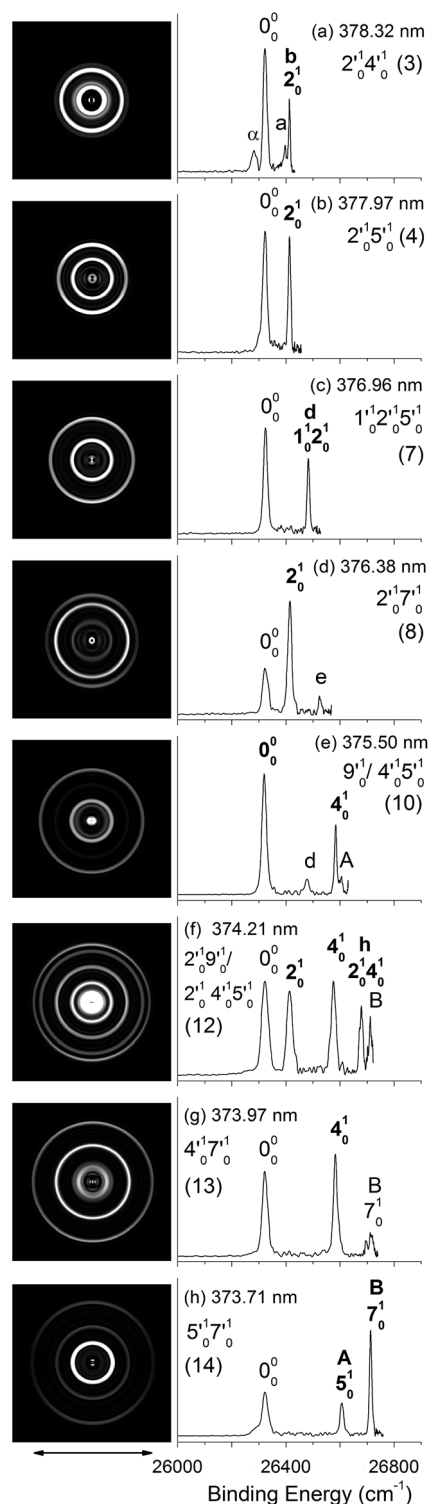 (a) 378.32 nm
0⁰₀ b 2'¹₀4'¹₀ (3)
2¹₀
α a
(b) 377.97 nm
0⁰₀ 2¹₀ 2'¹₀5'¹₀ (4)
(c) 376.96 nm
0⁰₀ d 1'¹₀2'¹₀5'¹₀
1¹₀2¹₀ (7)
2¹₀ (d) 376.38 nm
2'¹₀7'¹₀
0⁰₀ (8)
e
0⁰₀ (e) 375.50 nm
9'¹₀/ 4'¹₀5'¹₀
4¹₀ (10)
d A
(f) 374.21 nm
2'¹₀9'¹₀/ 0⁰₀ 4¹₀ h
2¹₀ 2¹₀4¹₀
2'¹₀ 4'¹₀5'¹₀ B
(12)
(g) 373.97 nm
4'¹₀7'¹₀ 0⁰₀ 4¹₀
(13) B
7¹₀
(h) 373.71 nm B
5'¹₀7'¹₀ A 7¹₀
(14) 0⁰₀ 5¹₀
26000 26400 26800
Binding Energy (cm⁻¹)